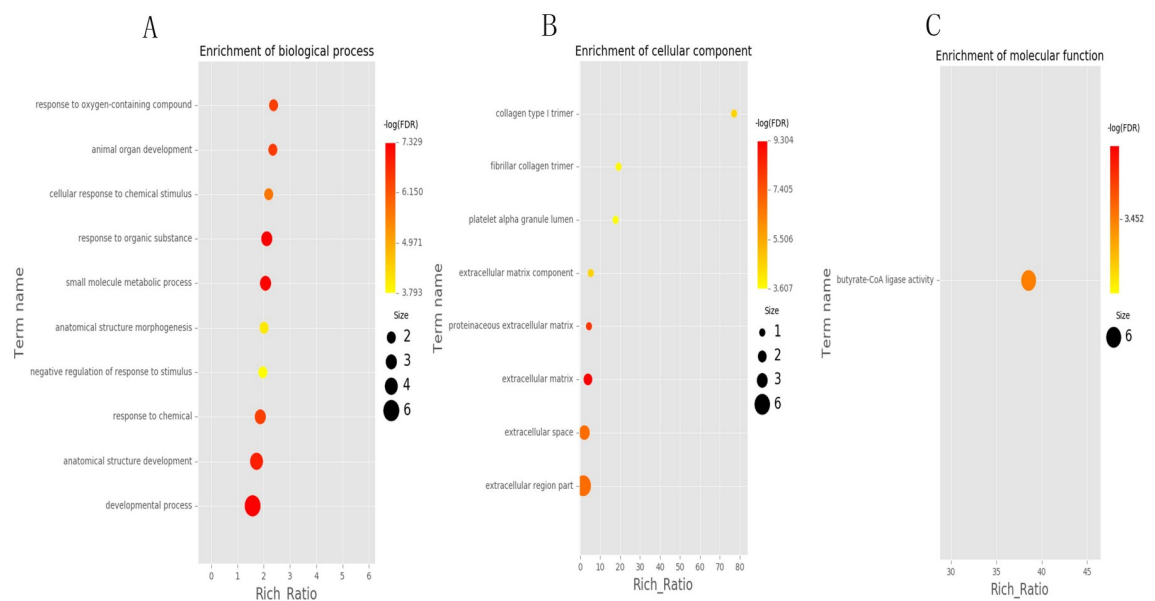 A
Enrichment of biological process
response to oxygen-containing compound
animal organ development
cellular response to chemical stimulus
response to organic substance
small molecule metabolic process
anatomical structure morphogenesis
negative regulation of response to stimulus
response to chemical
anatomical structure development
developmental process
Term name
0 1 2 3 4 5 6
Rich_Ratio
-log(FDR)
7.329
6.150
4.971
3.793
Size
2
3
4
6
B
Enrichment of cellular component
collagen type I trimer
fibrillar collagen trimer
platelet alpha granule lumen
extracellular matrix component
proteinaceous extracellular matrix
extracellular matrix
extracellular space
extracellular region part
Term name
0 10 20 30 40 50 60 70 80
Rich_Ratio
-log(FDR)
9.304
7.405
5.506
3.607
Size
1
2
3
6
C
Enrichment of molecular function
butyrate-CoA ligase activity
Term name
30 35 40 45
Rich_Ratio
-log(FDR)
3.452
Size
6